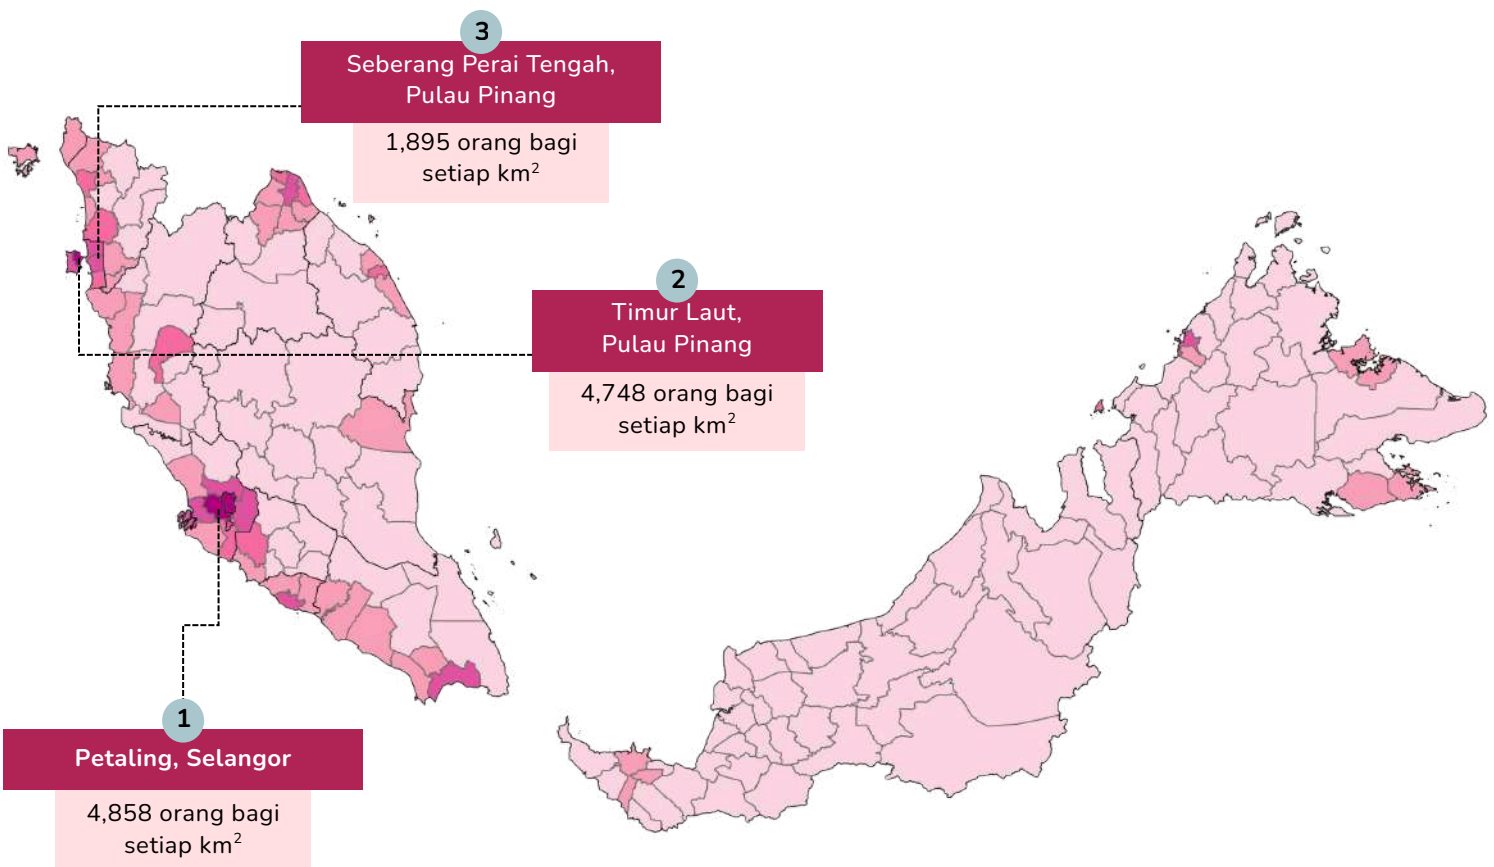 3
Seberang Perai Tengah,
Pulau Pinang
1,895 orang bagi
setiap km²
2
Timur Laut,
Pulau Pinang
4,748 orang bagi
setiap km²
1
Petaling, Selangor
4,858 orang bagi
setiap km²